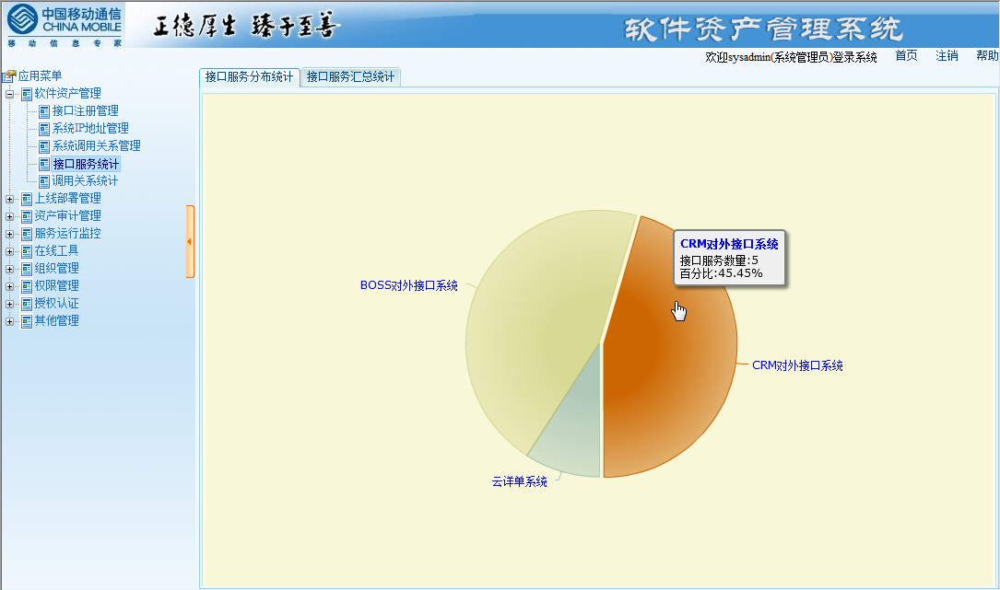 中国移动通信
CHINA MOBILE
移动信息专家
正德厚生 臻于至善
软件资产管理系统
欢迎sysadmin(系统管理员)登录系统 首页 注销 帮助
应用菜单
软件资产管理
接口注册管理
系统IP地址管理
系统调用关系管理
接口服务统计
调用关系统计
上线部署管理
资产审计管理
服务运行监控
在线工具
组织管理
权限管理
授权认证
其他管理
接口服务分布统计 接口服务汇总统计
CRM对外接口系统
接口服务数量:5
百分比:45.45%
BOSS对外接口系统
CRM对外接口系统
云详单系统